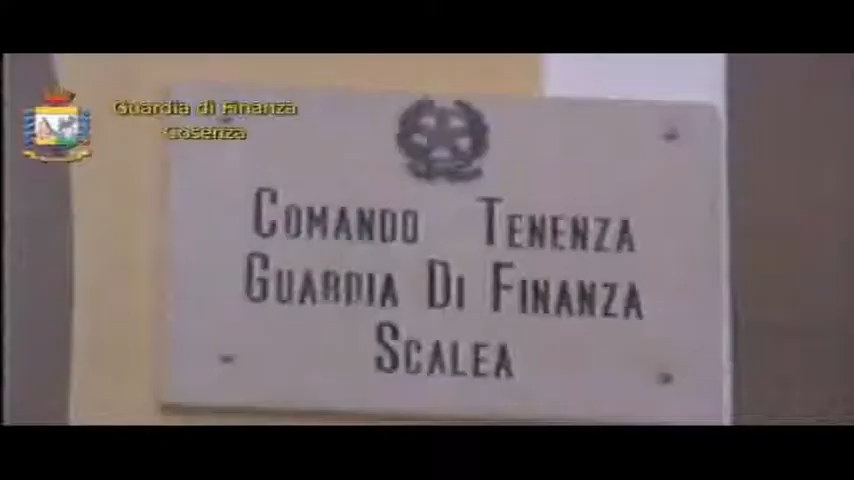 Guardia di Finanza
Cosenza
COMANDO TENENZA
GUARDIA DI FINANZA
SCALEA